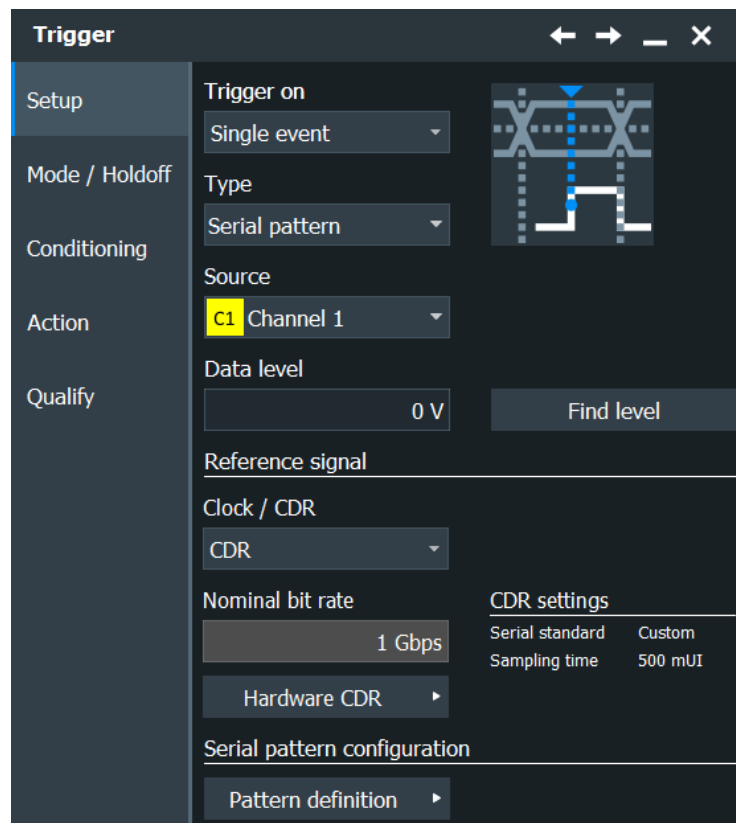 Trigger
Setup
Mode / Holdoff
Conditioning
Action
Qualify
Trigger on
Single event
Type
Serial pattern
Source
C1 Channel 1
Data level
0 V Find level
Reference signal
Clock / CDR
CDR
Nominal bit rate CDR settings
1 Gbps Serial standard Custom
Sampling time 500 mUI
Hardware CDR
Serial pattern configuration
Pattern definition